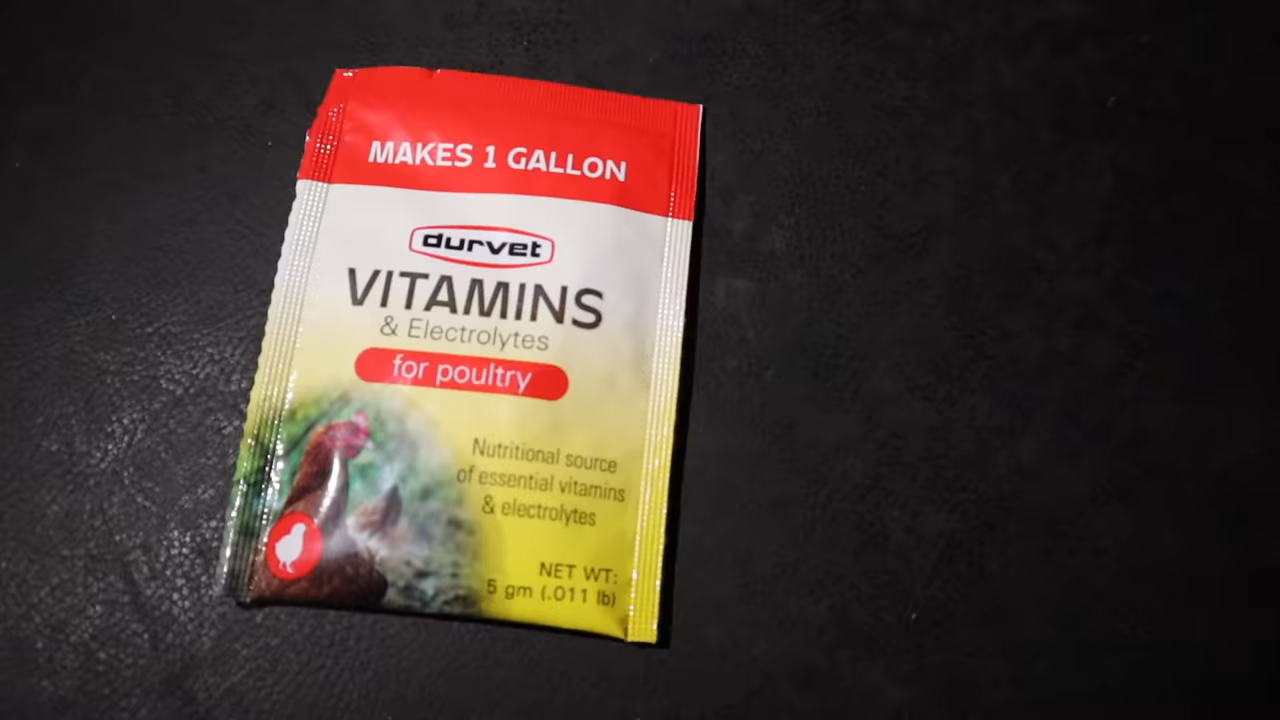 MAKES 1 GALLON
durvet
VITAMINS
& Electrolytes
for poultry
Nutritional source
of essential vitamins
& electrolytes
NET WT:
5 gm (.011 lb)